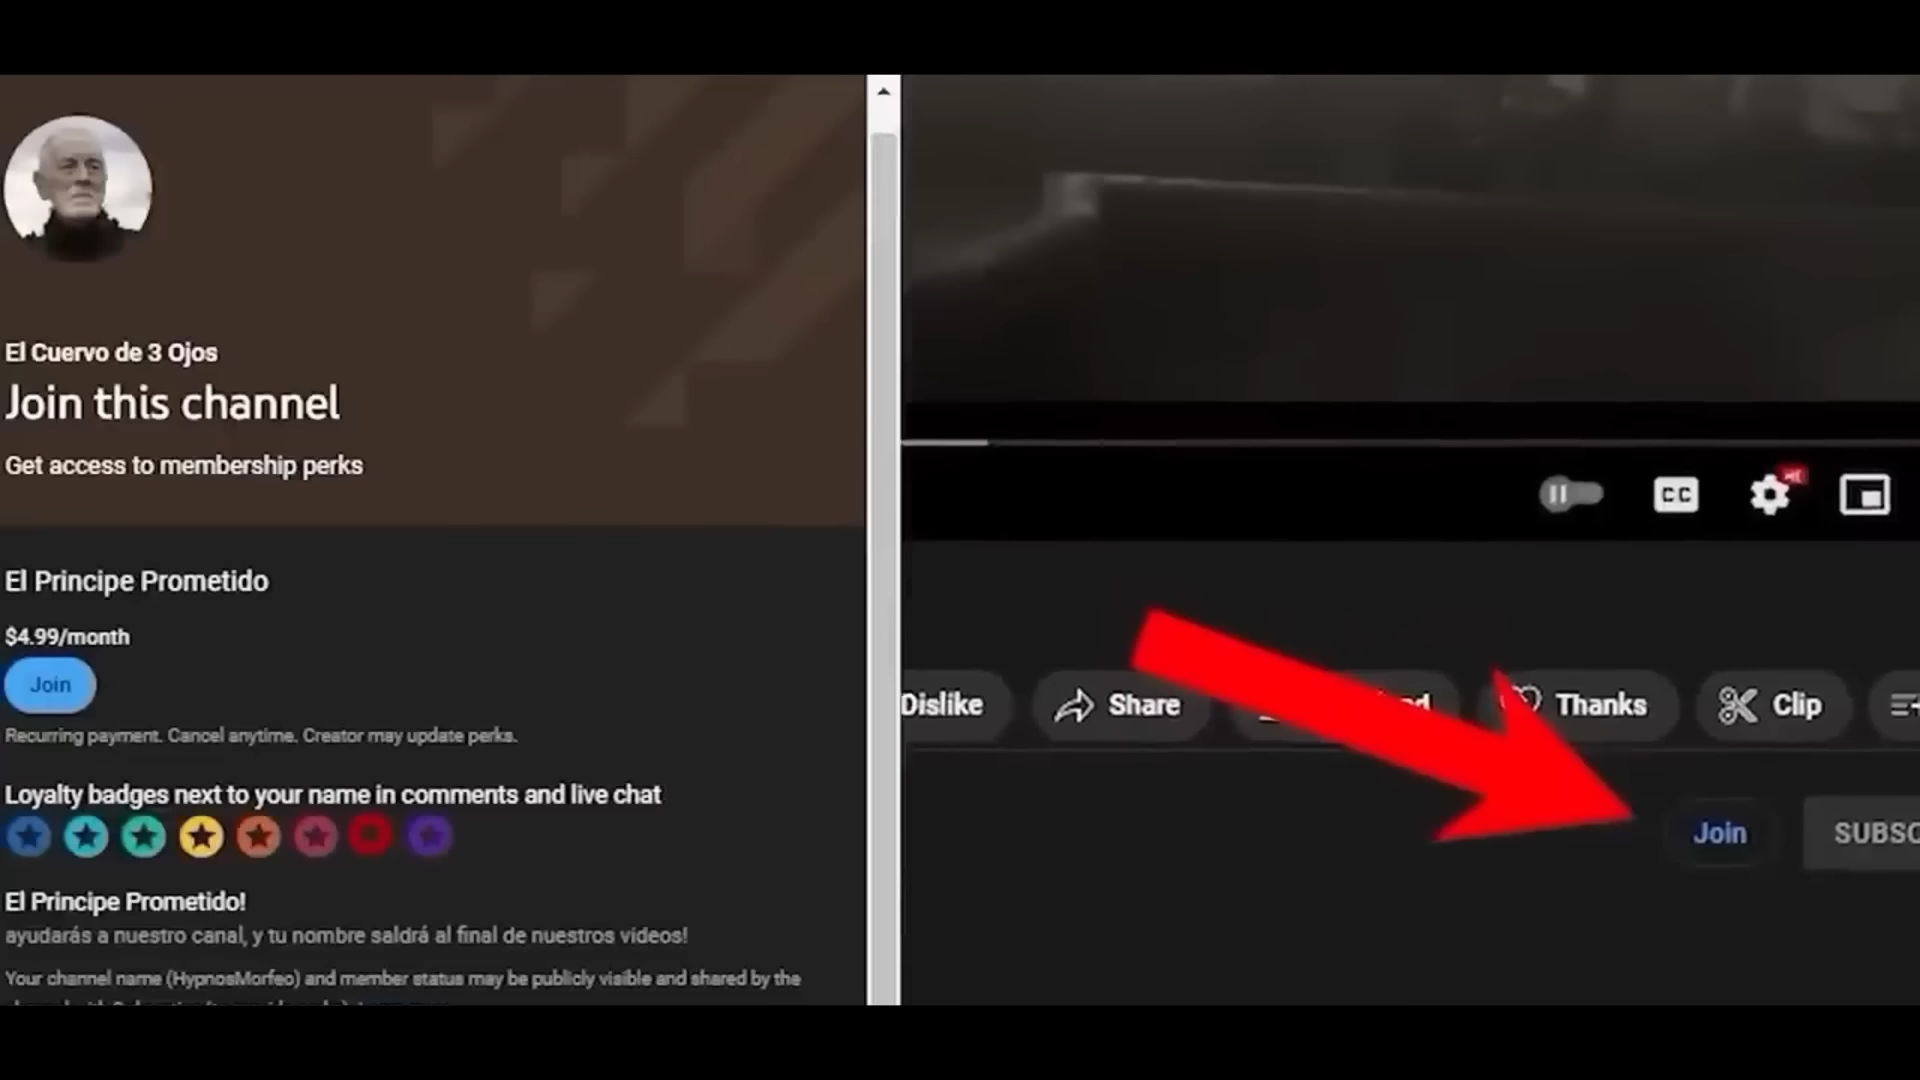 El Cuervo de 3 Ojos
Join this channel
Get access to membership perks
El Principe Prometido
$4.99/month
Join
Recurring payment. Cancel anytime. Creator may update perks.
Loyalty badges next to your name in comments and live chat
El Principe Prometido!
ayudarás a nuestro canal, y tu nombre saldrá al final de nuestros videos!
Your channel name (HypnosMorfeo) and member status may be publicly visible and shared by the
CC
Dislike
Share
Thanks
Clip
Join
SUBSC